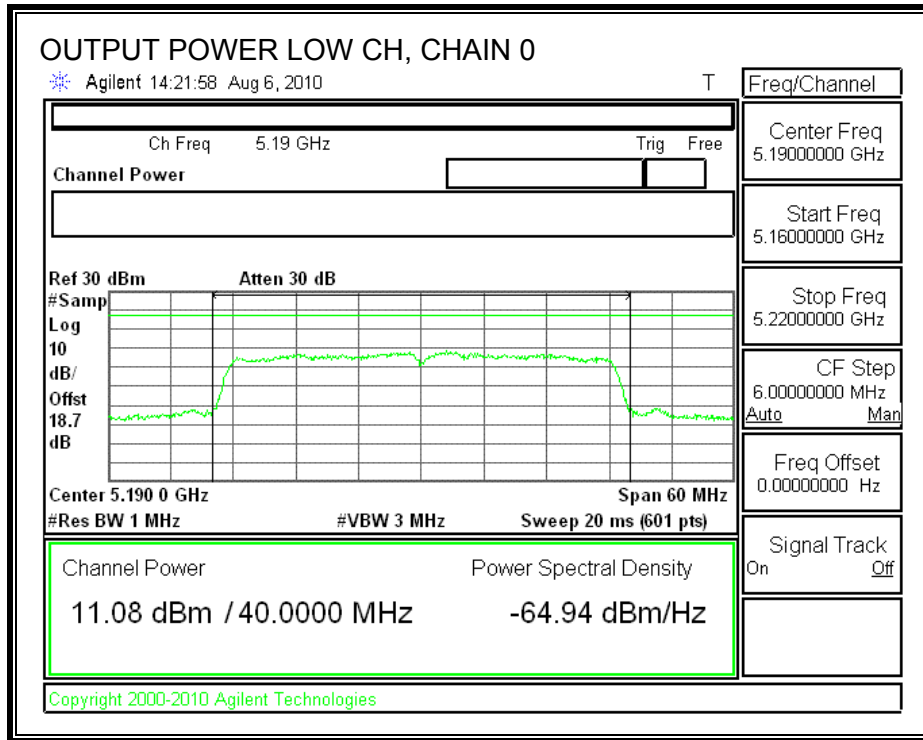 OUTPUT POWER LOW CH, CHAIN 0
Agilent 14:21:58 Aug 6, 2010 T
Ch Freq 5.19 GHz Trig Free
Channel Power
Ref 30 dBm Atten 30 dB
#Samp
Log
10
dB/
Offst
18.7
dB
Center 5.190 0 GHz Span 60 MHz
#Res BW 1 MHz #VBW 3 MHz Sweep 20 ms (601 pts)
Channel Power Power Spectral Density
11.08 dBm / 40.0000 MHz -64.94 dBm/Hz
Copyright 2000-2010 Agilent Technologies
Freq/Channel
Center Freq
5.19000000 GHz
Start Freq
5.16000000 GHz
Stop Freq
5.22000000 GHz
CF Step
6.00000000 MHz
Auto Man
Freq Offset
0.00000000 Hz
Signal Track
On Off